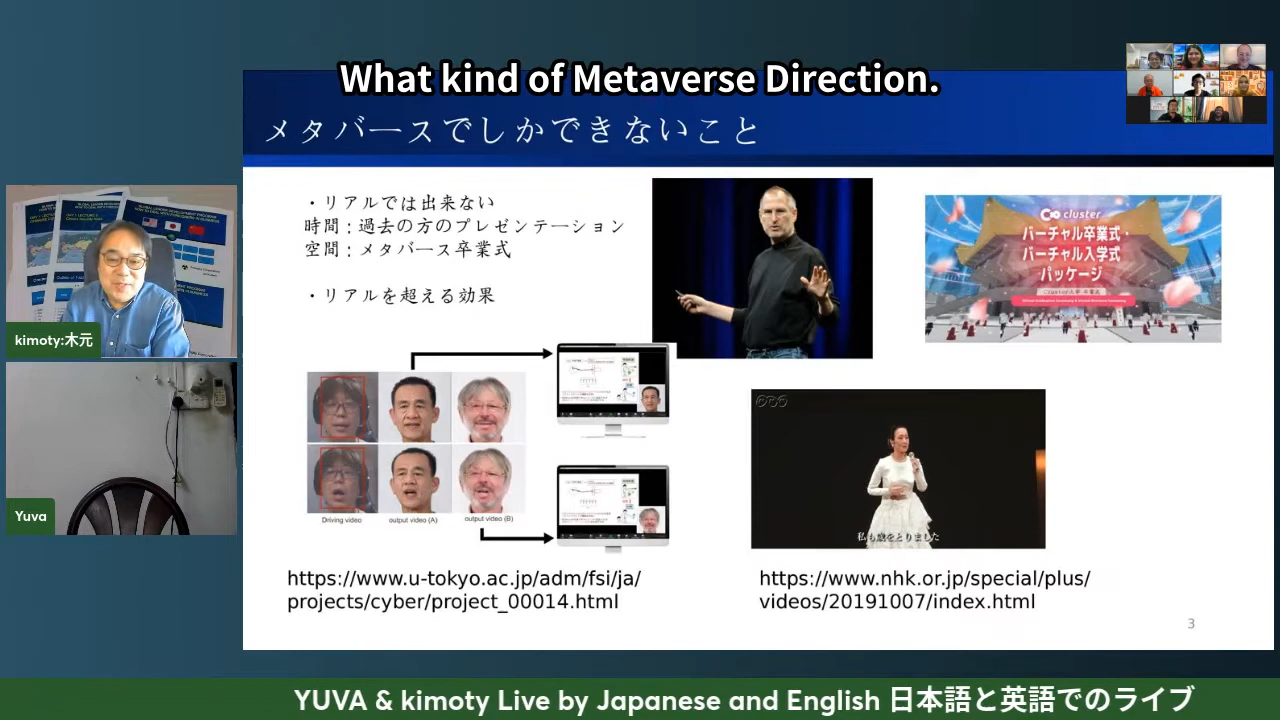 What kind of Metaverse Direction.
メタバースでしかできないこと
・リアルでは出来ない
時間：過去の方のプレゼンテーション
空間：メタバース卒業式
・リアルを超える効果
cluster
バーチャル卒業式・
バーチャル入学式
パッケージ
kimoty:木元
Yuva
Driving video
output video (A)
output video (B)
私も歳をとりました
https://www.u-tokyo.ac.jp/adm/fsi/ja/
projects/cyber/project_00014.html
https://www.nhk.or.jp/special/plus/
videos/20191007/index.html
3
YUVA & kimoty Live by Japanese and English 日本語と英語でのライブ